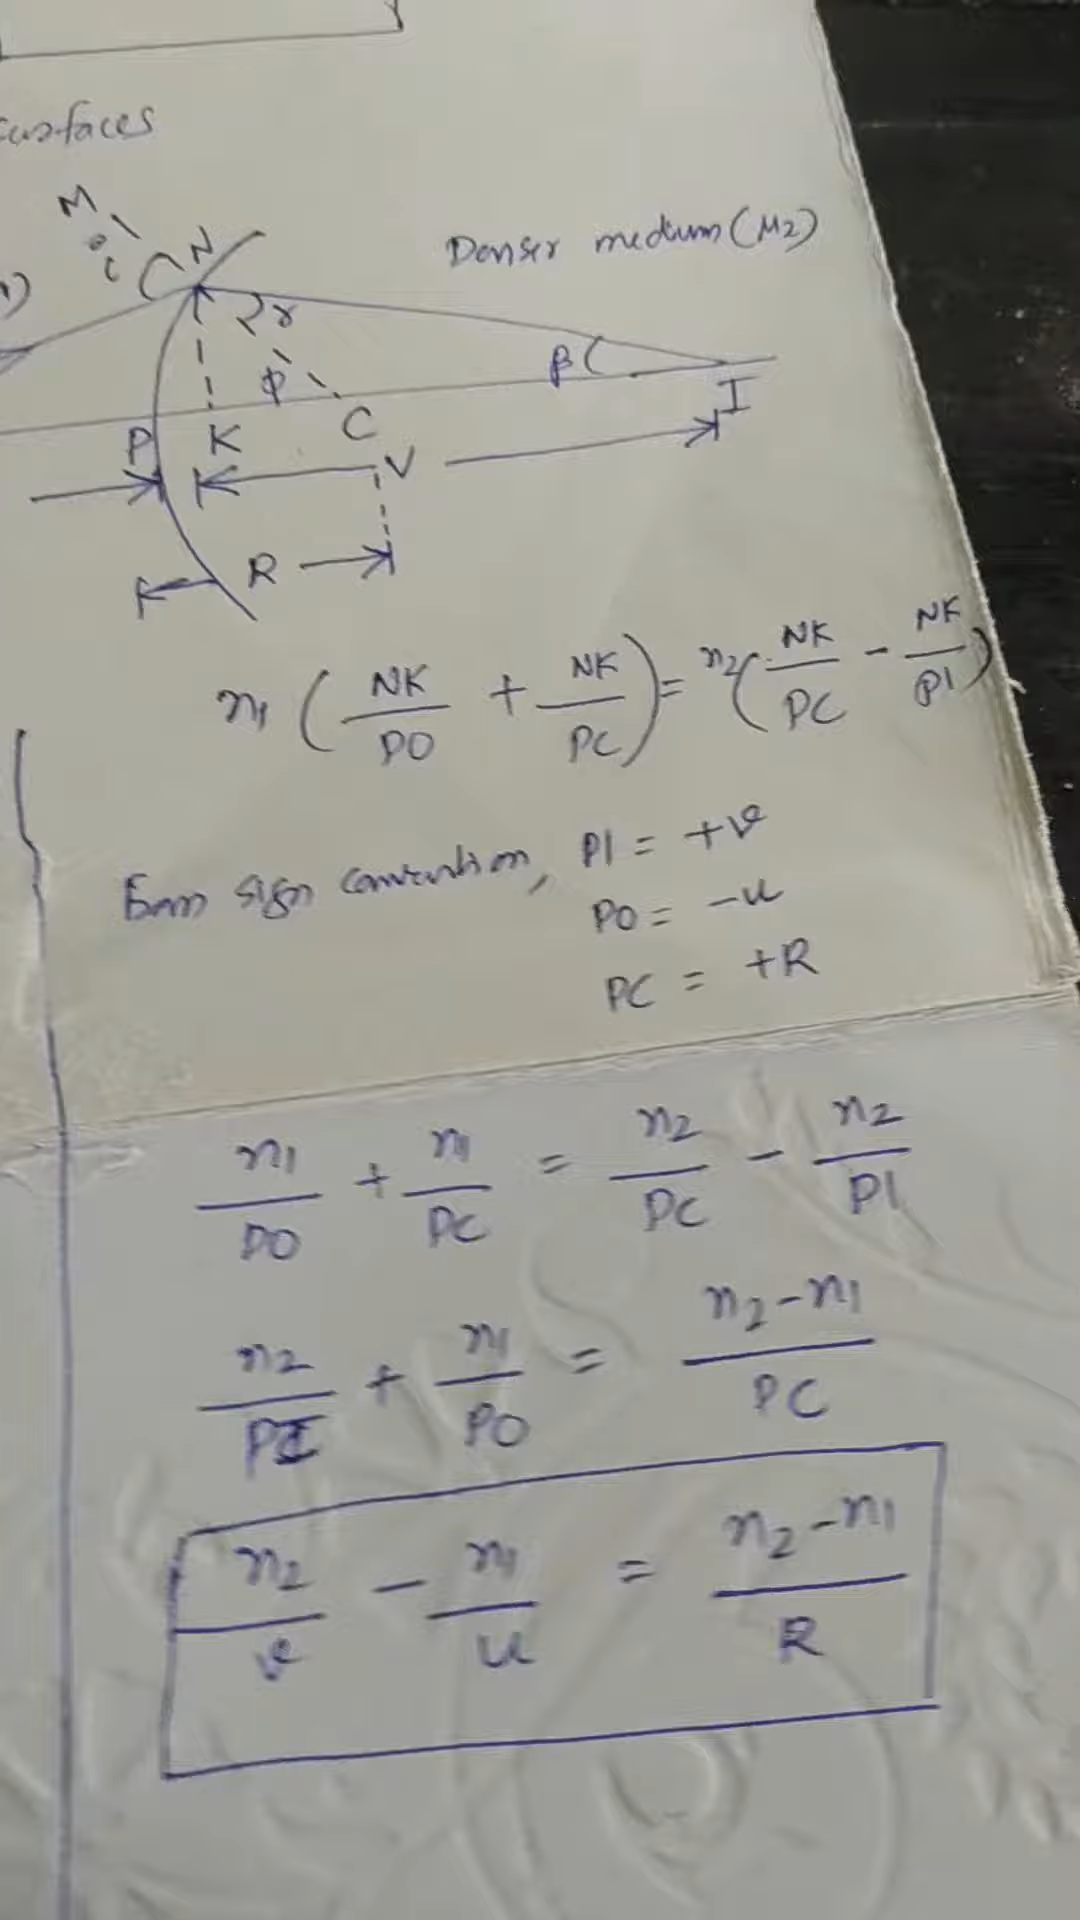 surfaces
M
N
i
Denser medium (μ2)
1)
r
ϕ
β
I
P K C
V
R
n1 ( NK/PO + NK/PC ) = n2 ( NK/PC - NK/PI )
From sign convention, PI = +v
PO = -u
PC = +R
n1/PO + n1/PC = n2/PC - n2/PI
n2/PI + n1/PO = n2-n1/PC
n2/v - n1/u = n2-n1/R